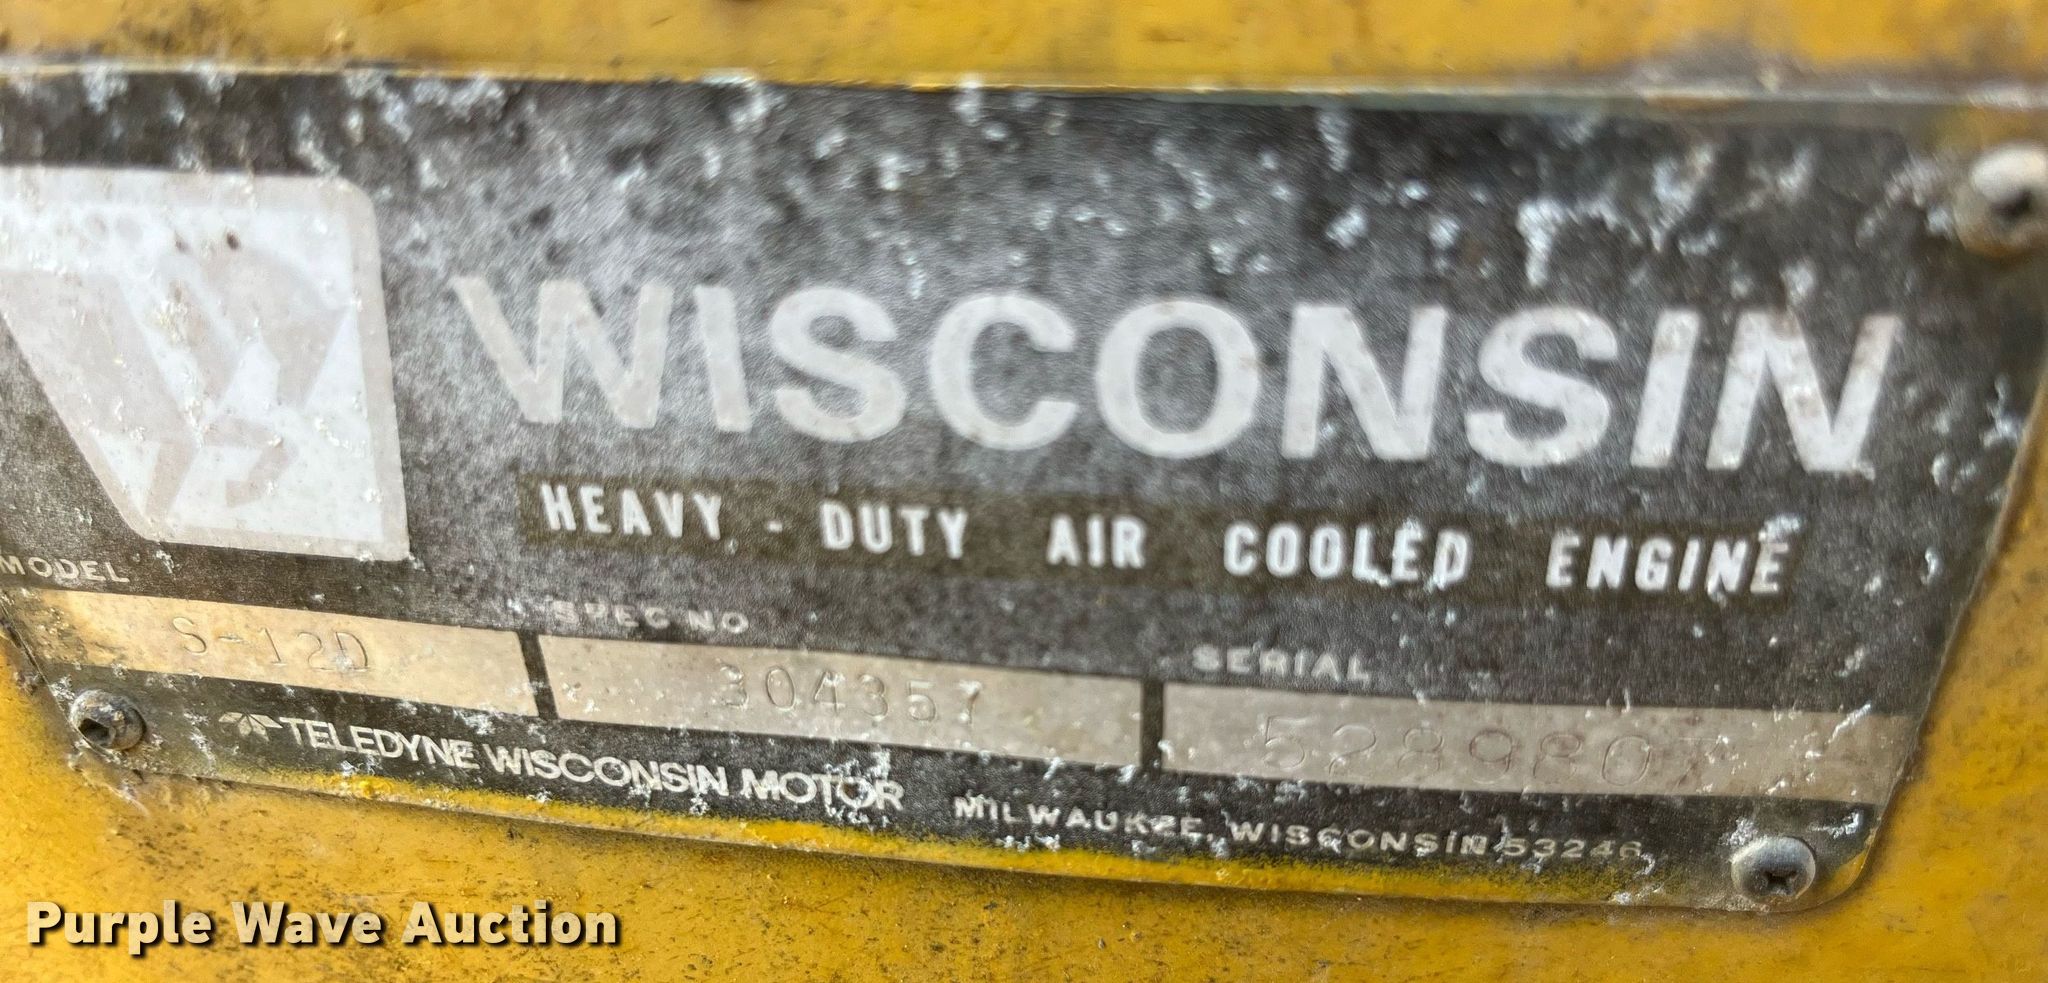 WISCONSIN
HEAVY - DUTY AIR COOLED ENGINE
MODEL SPEC NO SERIAL
S-12D 304357 5289807
TELEDYNE WISCONSIN MOTOR MILWAUKEE, WISCONSIN 53246
Purple Wave Auction